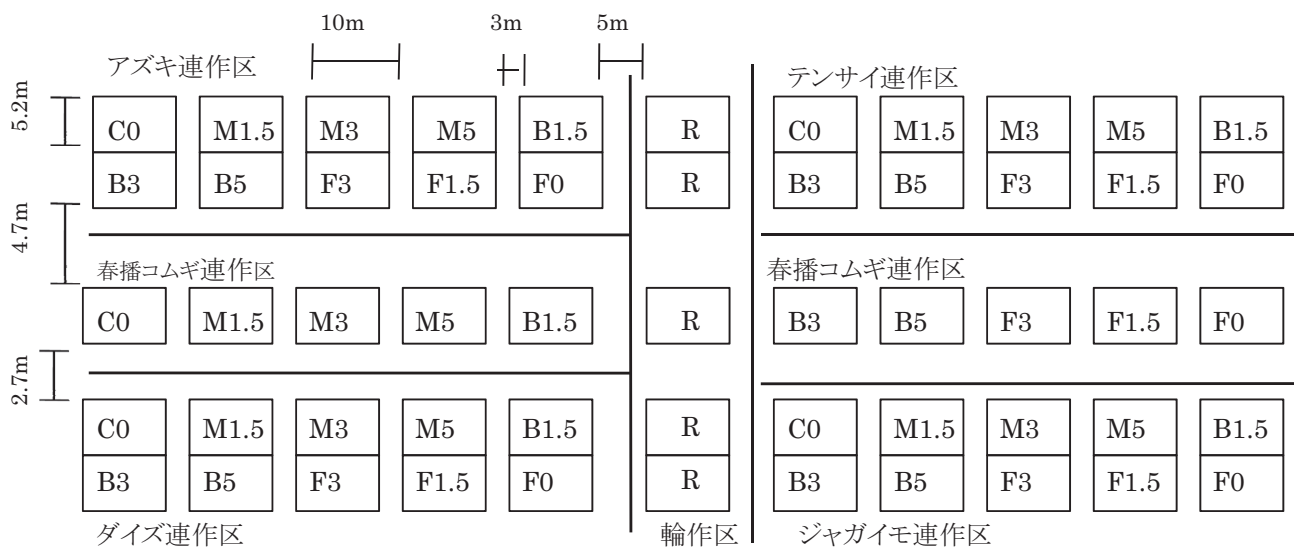 10m 3m 5m
アズキ連作区 テンサイ連作区
5.2m
C0 M1.5 M3 M5 B1.5 R C0 M1.5 M3 M5 B1.5
B3 B5 F3 F1.5 F0 R B3 B5 F3 F1.5 F0
4.7m
春播コムギ連作区 春播コムギ連作区
C0 M1.5 M3 M5 B1.5 R B3 B5 F3 F1.5 F0
2.7m
C0 M1.5 M3 M5 B1.5 R C0 M1.5 M3 M5 B1.5
B3 B5 F3 F1.5 F0 R B3 B5 F3 F1.5 F0
ダイズ連作区 輪作区 ジャガイモ連作区